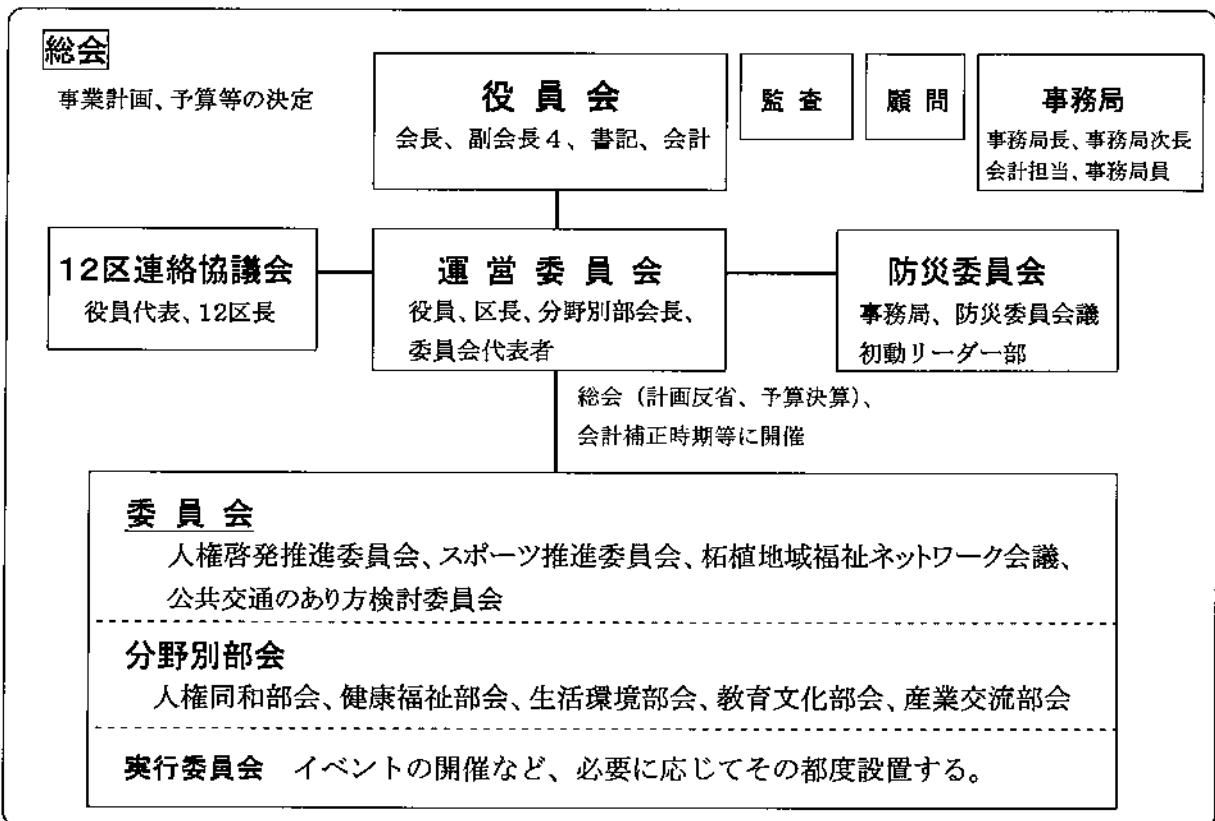 総会
事業計画、予算等の決定
役員会
会長、副会長4、書記、会計
監査
顧問
事務局
事務局長、事務局次長
会計担当、事務局員
12区連絡協議会
役員代表、12区長
運営委員会
役員、区長、分野別部会長、
委員会代表者
防災委員会
事務局、防災委員会議
初動リーダー部
総会(計画反省、予算決算)、
会計補正時期等に開催
委員会
人権啓発推進委員会、スポーツ推進委員会、柘植地域福祉ネットワーク会議、
公共交通のあり方検討委員会
分野別部会
人権同和部会、健康福祉部会、生活環境部会、教育文化部会、産業交流部会
実行委員会 イベントの開催など、必要に応じてその都度設置する。